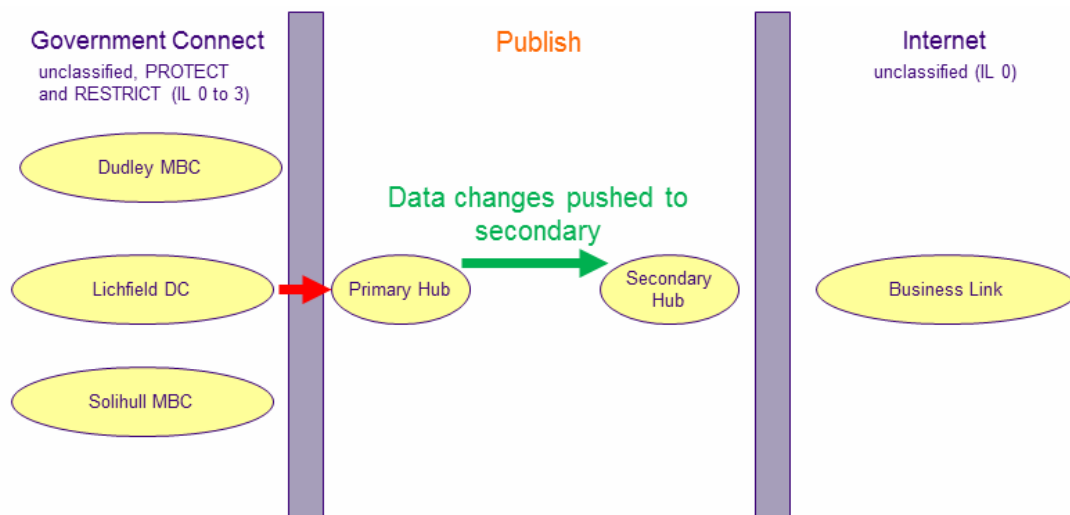 Government Connect
unclassified, PROTECT
and RESTRICT (IL 0 to 3)
Publish
Internet
unclassified (IL 0)
Dudley MBC
Data changes pushed to
secondary
Lichfield DC
Primary Hub
Secondary
Hub
Business Link
Solihull MBC